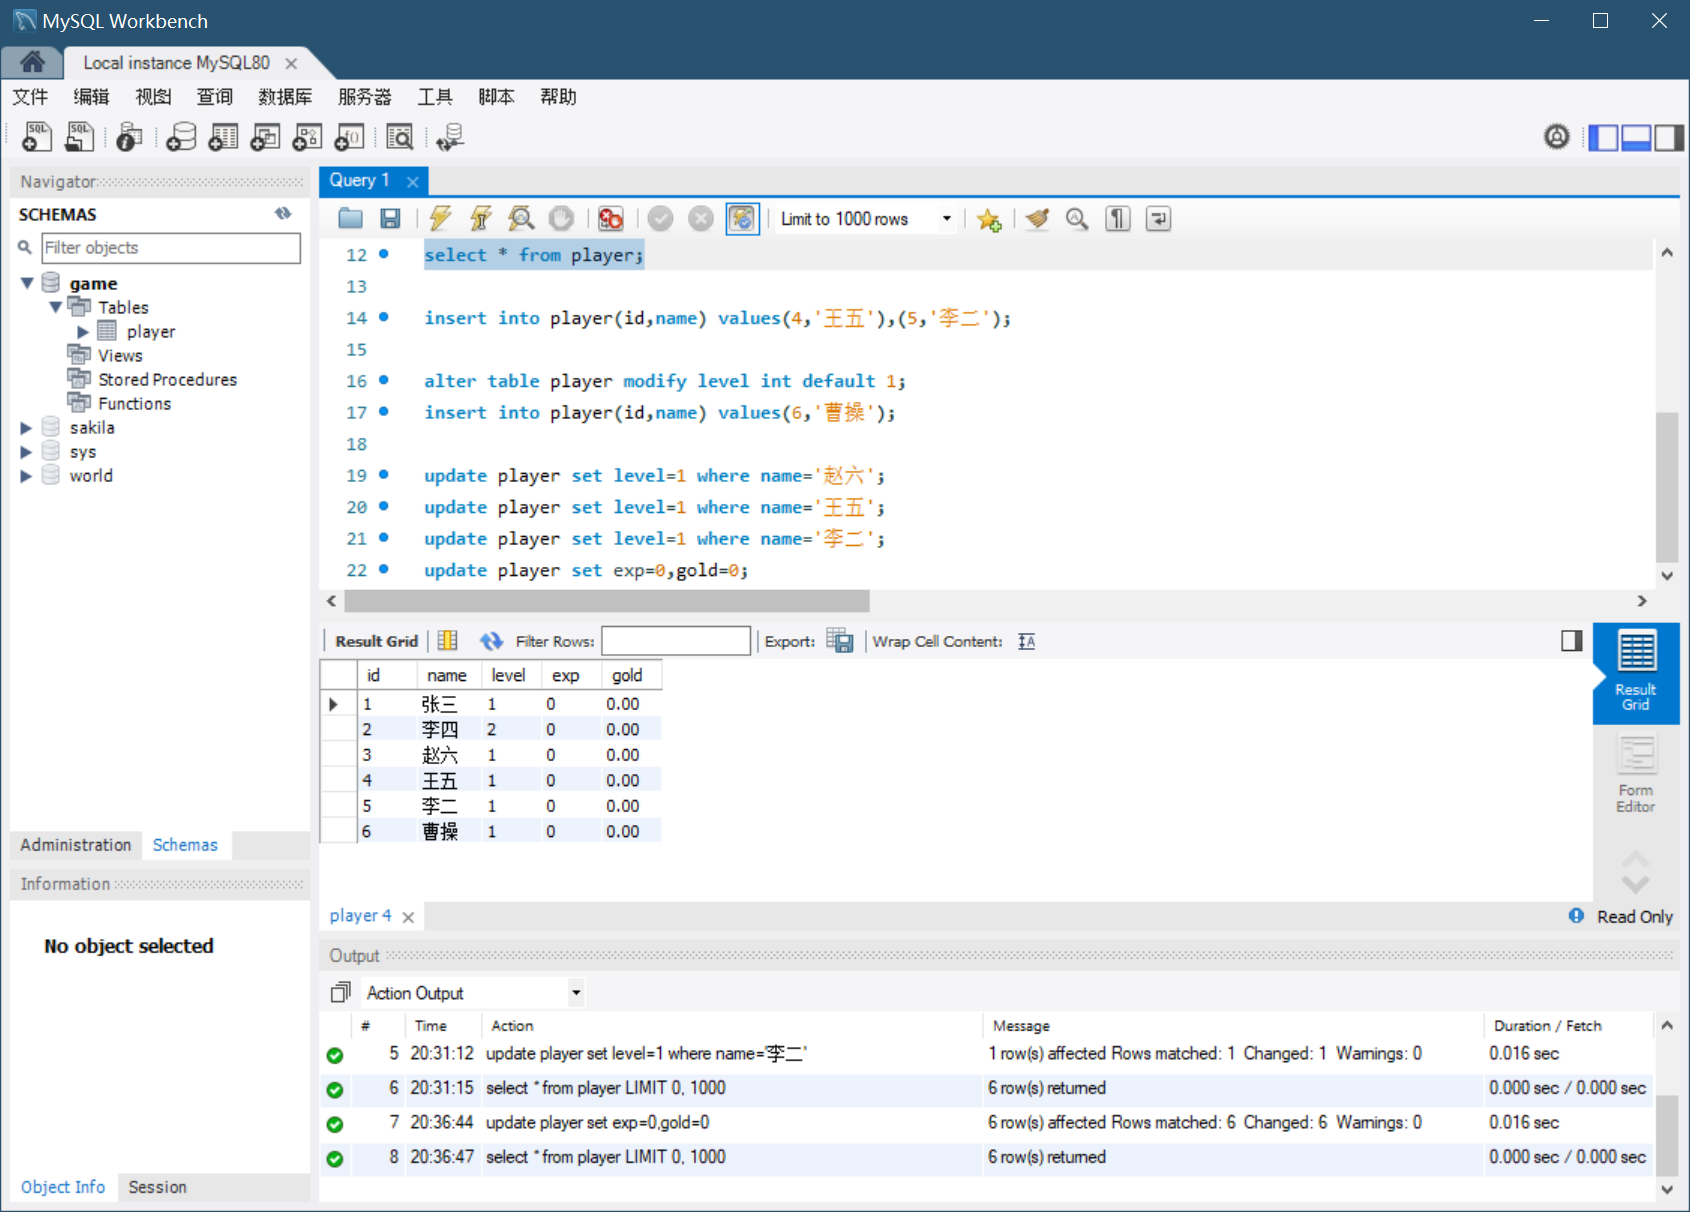 MySQL Workbench
Local instance MySQL80
文件 编辑 视图 查询 数据库 服务器 工具 脚本 帮助
Navigator
SCHEMAS
Filter objects
game
Tables
player
Views
Stored Procedures
Functions
sakila
sys
world
Administration Schemas
Information
No object selected
Object Info Session
Query 1
Limit to 1000 rows
12 select * from player;
13
14 insert into player(id,name) values(4,'王五'),(5,'李二');
15
16 alter table player modify level int default 1;
17 insert into player(id,name) values(6,'曹操');
18
19 update player set level=1 where name='赵六';
20 update player set level=1 where name='王五';
21 update player set level=1 where name='李二';
22 update player set exp=0,gold=0;
Result Grid Filter Rows: Export: Wrap Cell Content:
id name level exp gold
1 张三 1 0 0.00
2 李四 2 0 0.00
3 赵六 1 0 0.00
4 王五 1 0 0.00
5 李二 1 0 0.00
6 曹操 1 0 0.00
Result
Grid
Form
Editor
player 4
Read Only
Output
Action Output
# Time Action Message Duration / Fetch
5 20:31:12 update player set level=1 where name='李二' 1 row(s) affected Rows matched: 1 Changed: 1 Warnings: 0 0.016 sec
6 20:31:15 select * from player LIMIT 0, 1000 6 row(s) returned 0.000 sec / 0.000 sec
7 20:36:44 update player set exp=0,gold=0 6 row(s) affected Rows matched: 6 Changed: 6 Warnings: 0 0.016 sec
8 20:36:47 select * from player LIMIT 0, 1000 6 row(s) returned 0.000 sec / 0.000 sec